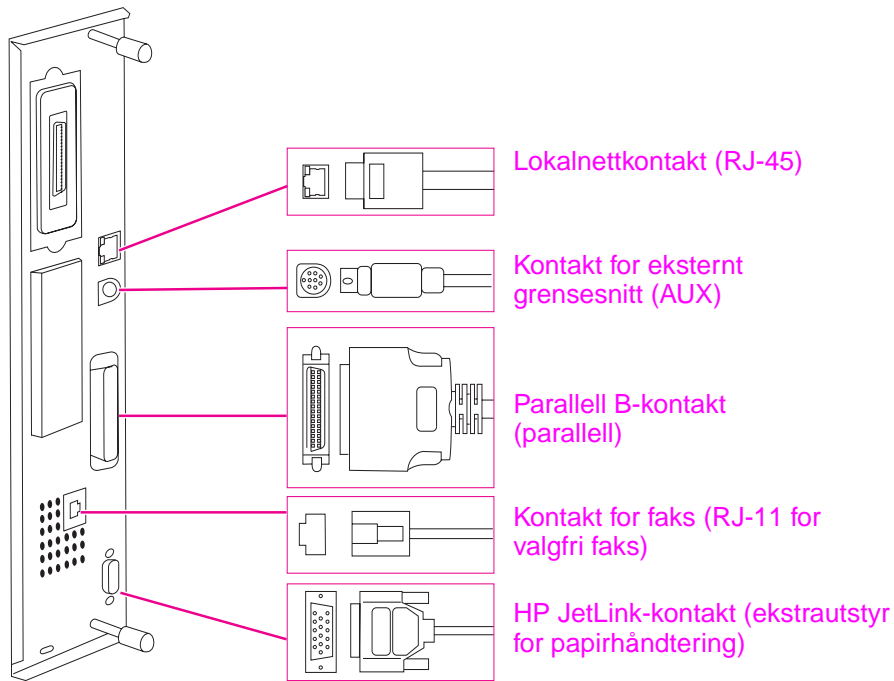 Lokalnettkontakt (RJ-45)
Kontakt for eksternt
grensesnitt (AUX)
Parallell B-kontakt
(parallell)
Kontakt for faks (RJ-11 for
valgfri faks)
HP JetLink-kontakt (ekstrautstyr
for papirhåndtering)